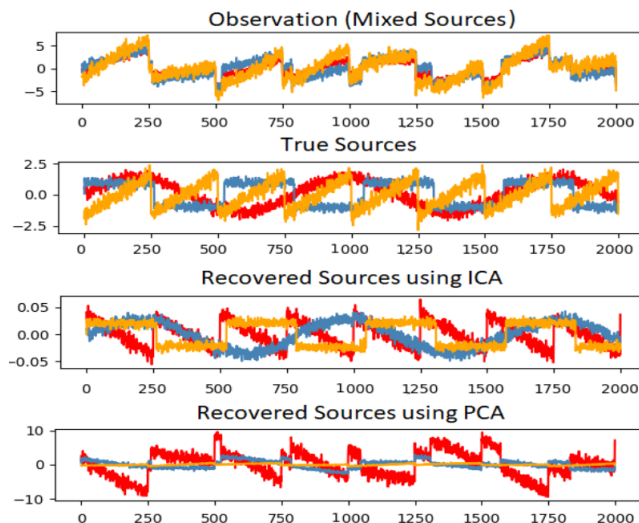 Observation (Mixed Sources)
5
0
−5
0 250 500 750 1000 1250 1500 1750 2000
True Sources
2.5
0.0
−2.5
0 250 500 750 1000 1250 1500 1750 2000
Recovered Sources using ICA
0.05
0.00
−0.05
0 250 500 750 1000 1250 1500 1750 2000
Recovered Sources using PCA
10
0
−10
0 250 500 750 1000 1250 1500 1750 2000